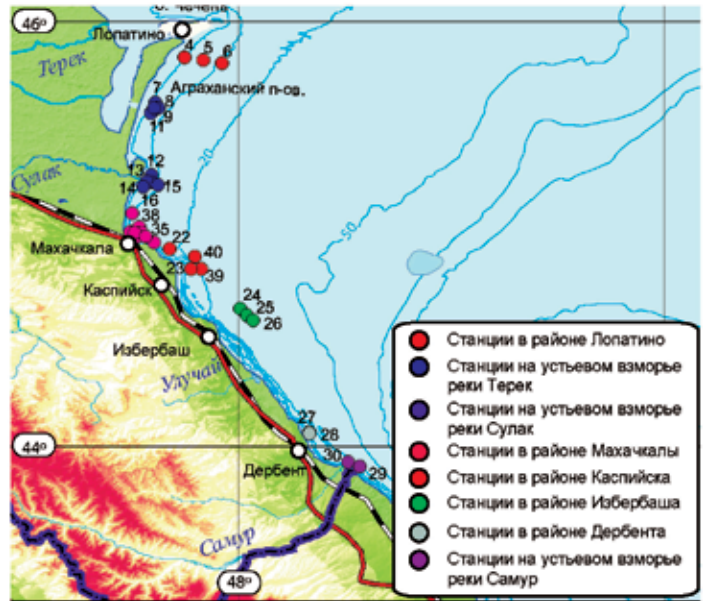 о. Чечень
46°
Лопатино
4 5 6
Терек
Аграханский п-ов.
7
8
9
11
20
12
13
14 15
Сулак
16
38
35
22
Махачкала
40
23 39
50
Каспийск
24
25
26
Избербаш
Улучай
27
28
44°
30
29
Дербент
Самур
48°
Станции в районе Лопатино
Станции на устьевом взморье
реки Терек
Станции на устьевом взморье
реки Сулак
Станции в районе Махачкалы
Станции в районе Каспийска
Станции в районе Избербаша
Станции в районе Дербента
Станции на устьевом взморье
реки Самур